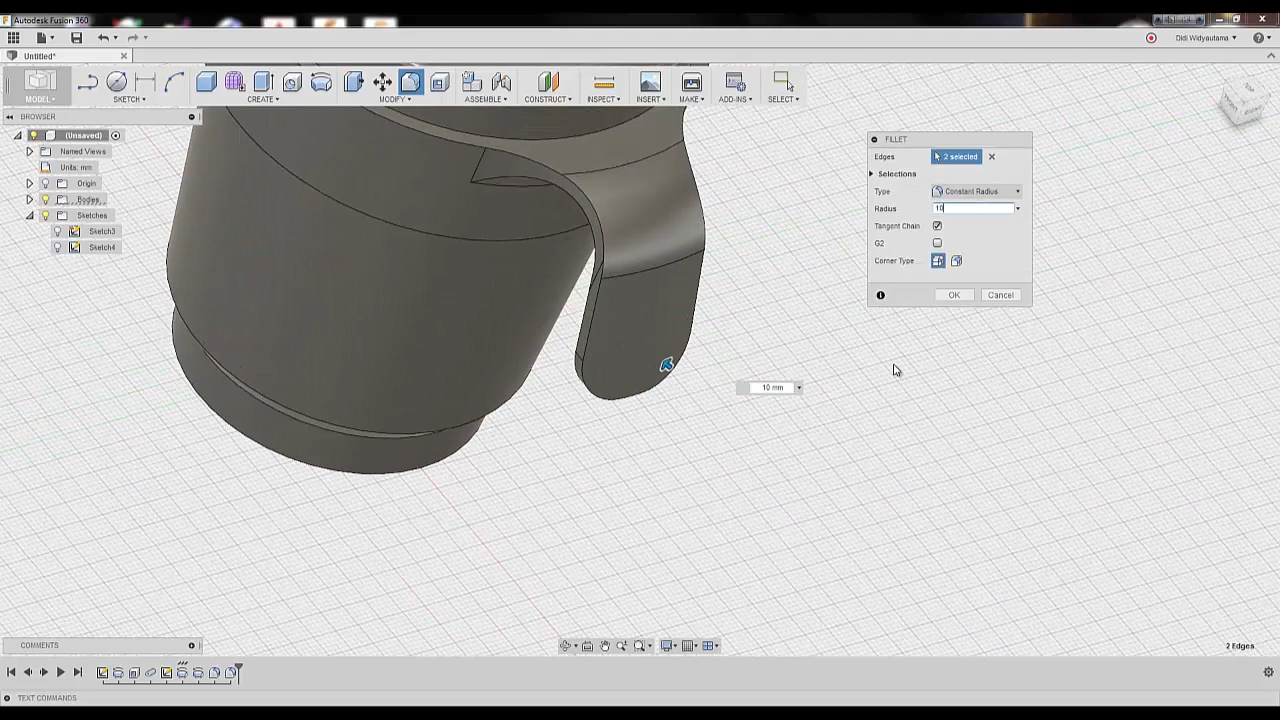 Autodesk Fusion 360
Didi Widyautama
Untitled*
MODEL
SKETCH
CREATE
MODIFY
ASSEMBLE
CONSTRUCT
INSPECT
INSERT
MAKE
ADD-INS
SELECT
BROWSER
(Unsaved)
Named Views
Units: mm
Origin
Bodies
Sketches
Sketch3
Sketch4
FILLET
Edges 2 selected
Selections
Type Constant Radius
Radius 10
Tangent Chain
G2
Corner Type
OK Cancel
10 mm
COMMENTS
2 Edges
TEXT COMMANDS